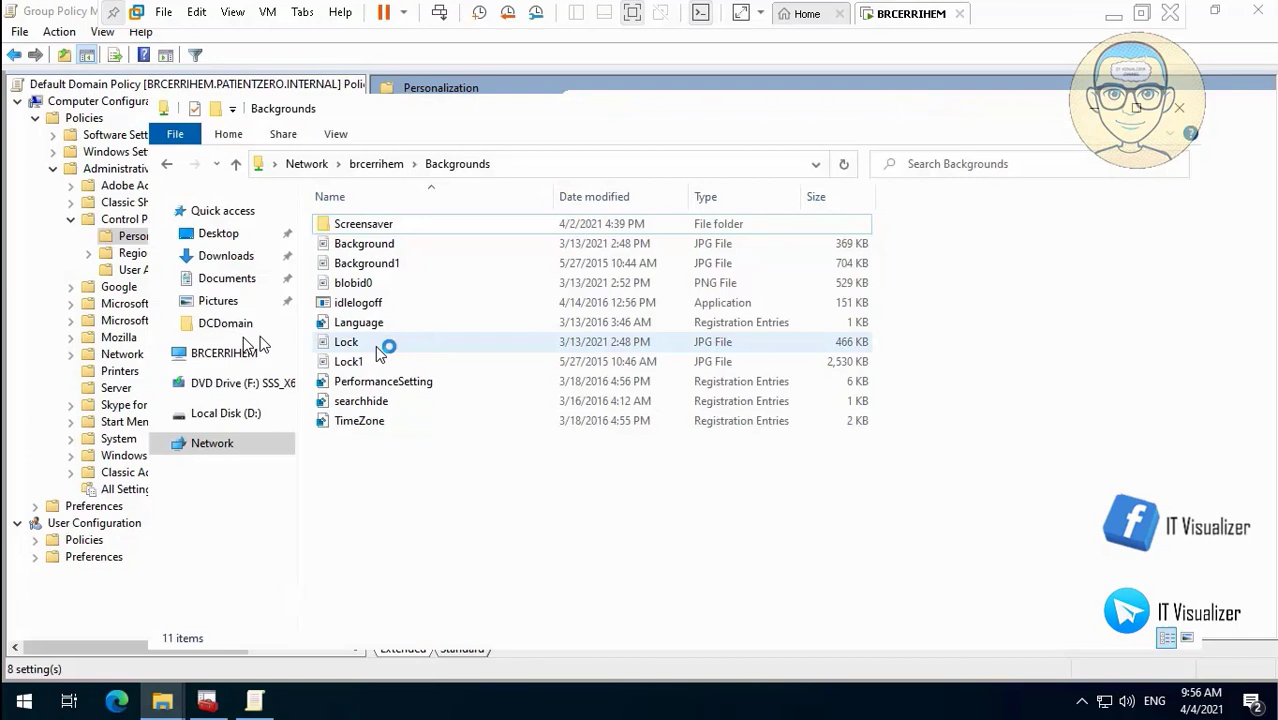 Group Policy M
File Edit View VM Tabs Help
Home
BRCERRIHEM
File Action View Help
Default Domain Policy [BRCERRIHEM.PATIENTZERO.INTERNAL] Poli
Personalization
Computer Configura
Policies
Software Sett
Windows Set
Administrativ
Adobe Ac
Classic Sh
Control P
Perso
Regio
User A
Google
Microsof
Microsof
Mozilla
Network
Printers
Server
Skype for
Start Men
System
Windows
Classic Ac
All Setting
Preferences
User Configuration
Policies
Preferences
Backgrounds
File Home Share View
Network brcerrihem Backgrounds
Search Backgrounds
Quick access
Desktop
Downloads
Documents
Pictures
DCDomain
BRCERRIHEM
DVD Drive (F:) SSS_X6
Local Disk (D:)
Network
Name Date modified Type Size
Screensaver 4/2/2021 4:39 PM File folder
Background 3/13/2021 2:48 PM JPG File 369 KB
Background1 5/27/2015 10:44 AM JPG File 704 KB
blobid0 3/13/2021 2:52 PM PNG File 529 KB
idlelogoff 4/14/2016 12:56 PM Application 151 KB
Language 3/13/2016 3:46 AM Registration Entries 1 KB
Lock 3/13/2021 2:48 PM JPG File 466 KB
Lock1 5/27/2015 10:46 AM JPG File 2,530 KB
PerformanceSetting 3/18/2016 4:56 PM Registration Entries 6 KB
searchhide 3/16/2016 4:12 AM Registration Entries 1 KB
TimeZone 3/18/2016 4:55 PM Registration Entries 2 KB
IT Visualizer
IT Visualizer
11 items
Extended Standard
8 setting(s)
ENG
9:56 AM
4/4/2021
2